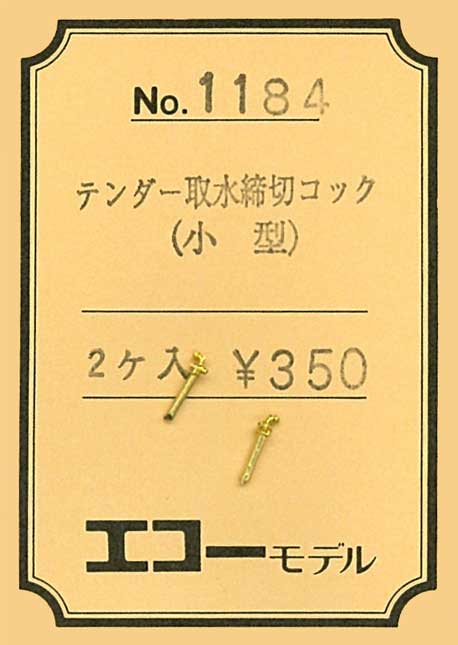 No. 1184
テンダー取水締切コック
(小 型)
2ケ入 ¥350
エコーモデル